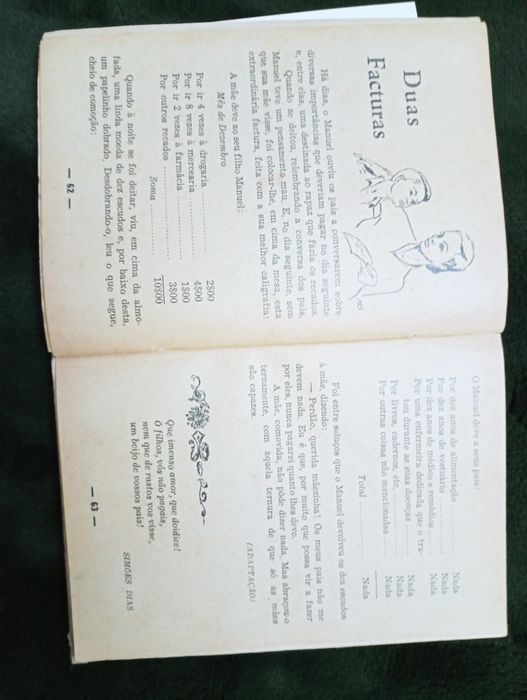 Duas
Facturas
Há dias, o Manuel ouviu os pais a conversarem sobre
diversas importâncias que deveriam pagar no dia seguinte
e, entre elas, uma destinada ao rapaz que fazia os recados.
Quando se deitou, relembrando a conversa dos pais,
Manuel teve um pensamento mau. E, no dia seguinte, sem
que sua mãe visse, foi colocar-lhe, em cima da mesa, esta
extraordinária factura, feita com a sua melhor caligrafia:
A mãe deve ao seu filho Manuel:
Mês de Dezembro
Por ir 4 vezes à drogaria 2$00
Por ir 8 vezes à mercearia 4$00
Por ir 2 vezes à farmácia 1$00
Por outros recados 3$00
Soma 10$00
Quando à noite se foi deitar, viu, em cima da almo-
fada, uma linda moeda de dez escudos e, por baixo desta,
um papelinho dobrado. Desdobrando-o, leu o que segue,
cheio de comoção:
— 62 —
O Manuel deve a seus pais:
Por dez anos de alimentação Nada
Por dez anos de vestuário Nada
Por dez anos de médico e remédios Nada
Por uma enfermeira dedicada que o tra-
tou durante as suas doenças Nada
Por livros, cadernos, etc. Nada
Por outras coisas não mencionadas Nada
Total Nada
Foi entre soluços que o Manuel devolveu os dez escudos
à mãe, dizendo:
— Perdão, querida mãezinha! Os meus pais não me
devem nada. Eu é que, por muito que possa vir a fazer
por eles, nunca pagarei quanto lhes devo.
A mãe, comovida, não pôde dizer nada. Mas abraçou-o
ternamente, com aquela ternura de que só as mães
são capazes.
(ADAPTAÇÃO)
Que imenso amor, que doidice!
Ó filhos, vós não pagais,
nem que de rastos vos visse,
um beijo de vossos pais!
SIMÕES DIAS
— 63 —